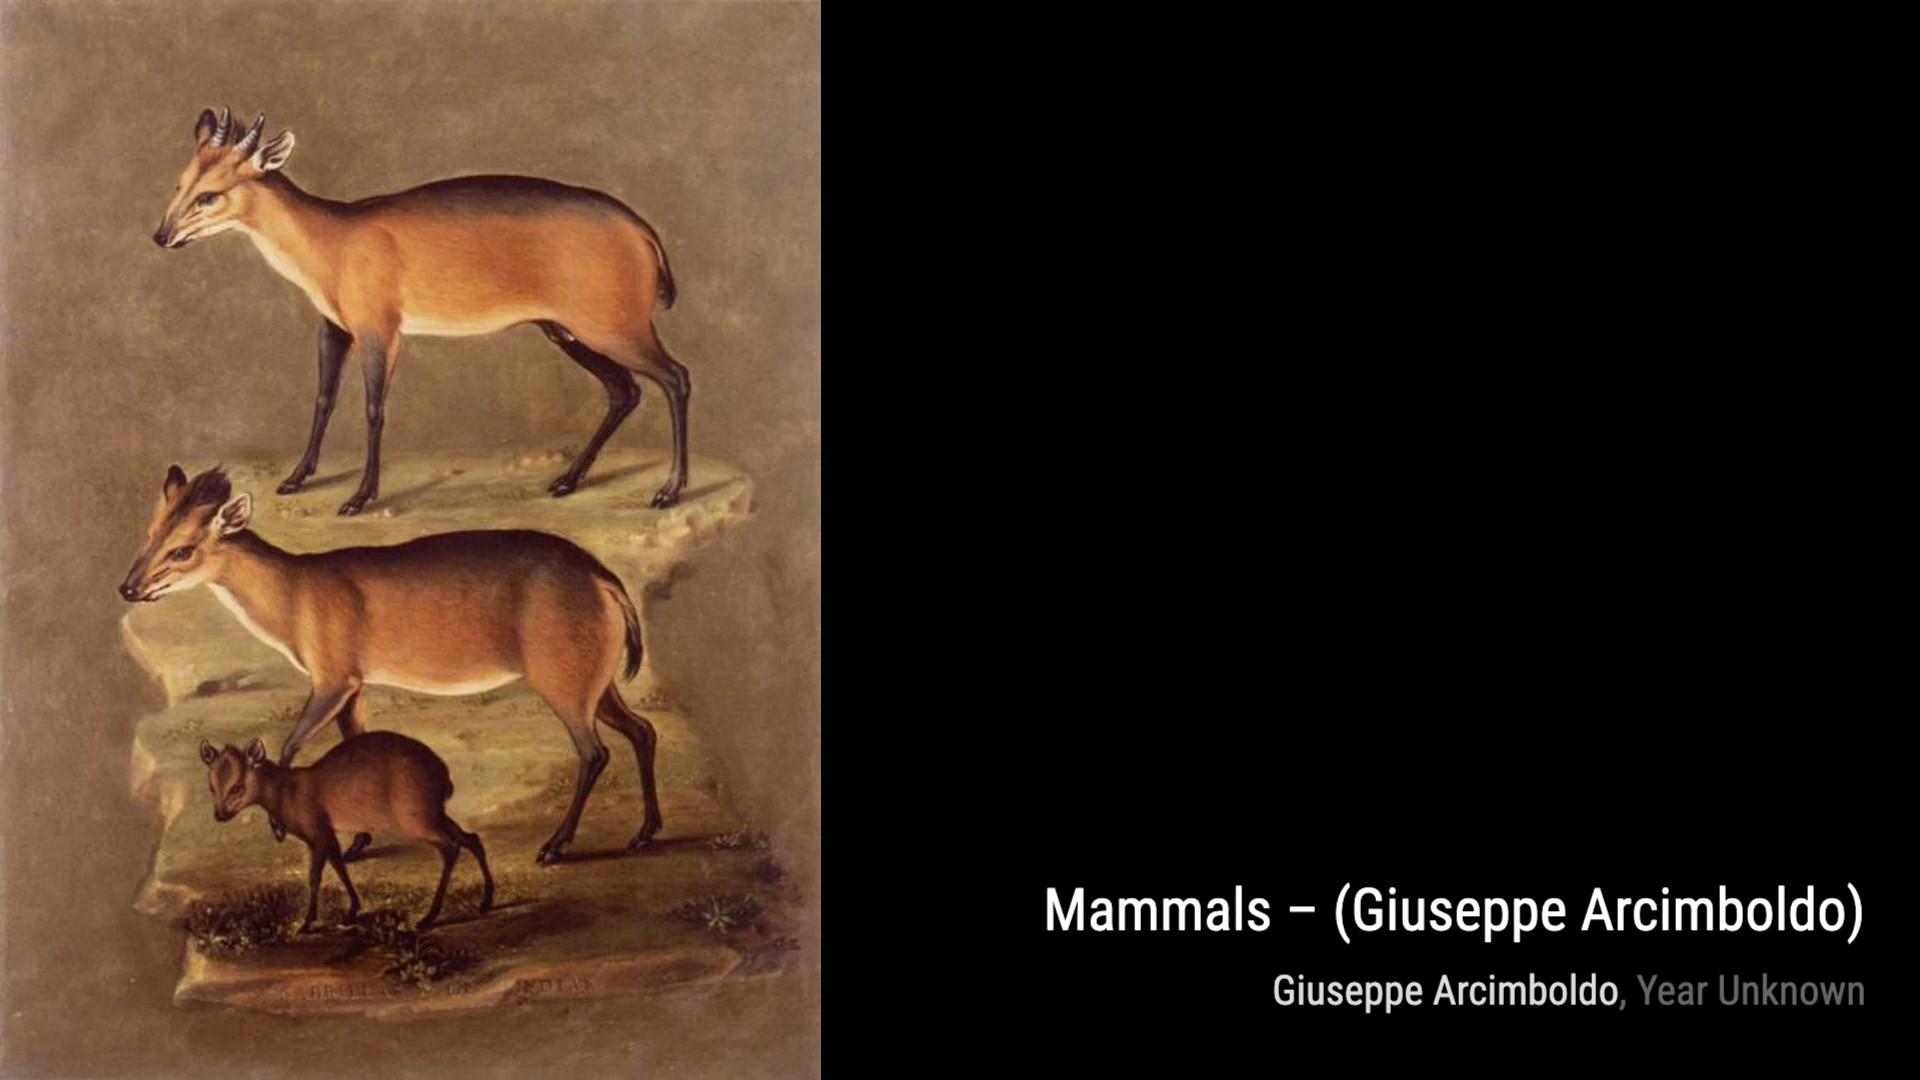 Mammals – (Giuseppe Arcimboldo)
Giuseppe Arcimboldo, Year Unknown